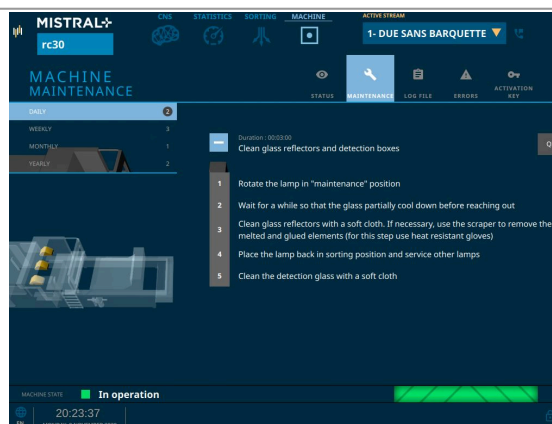 MISTRAL+
rc30
CNS
STATISTICS
SORTING
MACHINE
ACTIVE STREAM
1- DUE SANS BARQUETTE
MACHINE
MAINTENANCE
STATUS
MAINTENANCE
LOG FILE
ERRORS
ACTIVATION
KEY
DAILY 2
WEEKLY 3
MONTHLY 1
YEARLY 2
Duration : 00:03:00
Clean glass reflectors and detection boxes
1 Rotate the lamp in "maintenance" position
2 Wait for a while so that the glass partially cool down before reaching out
3 Clean glass reflectors with a soft cloth. If necessary, use the scraper to remove the
melted and glued elements (for this step use heat resistant gloves)
4 Place the lamp back in sorting position and service other lamps
5 Clean the detection glass with a soft cloth
MACHINE STATE In operation
20:23:37
EN